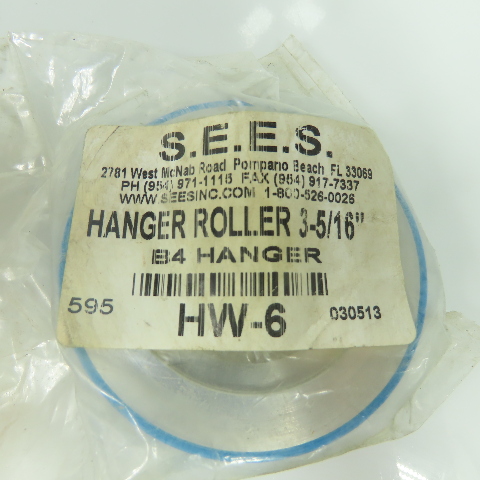 S.E.E.S.
2781 West McNab Road Pompano Beach FL 33069
PH (954) 971-1115 FAX (954) 917-7337
WWW.SEESINC.COM 1-800-526-0026
HANGER ROLLER 3-5/16"
B4 HANGER
595 HW-6 030513